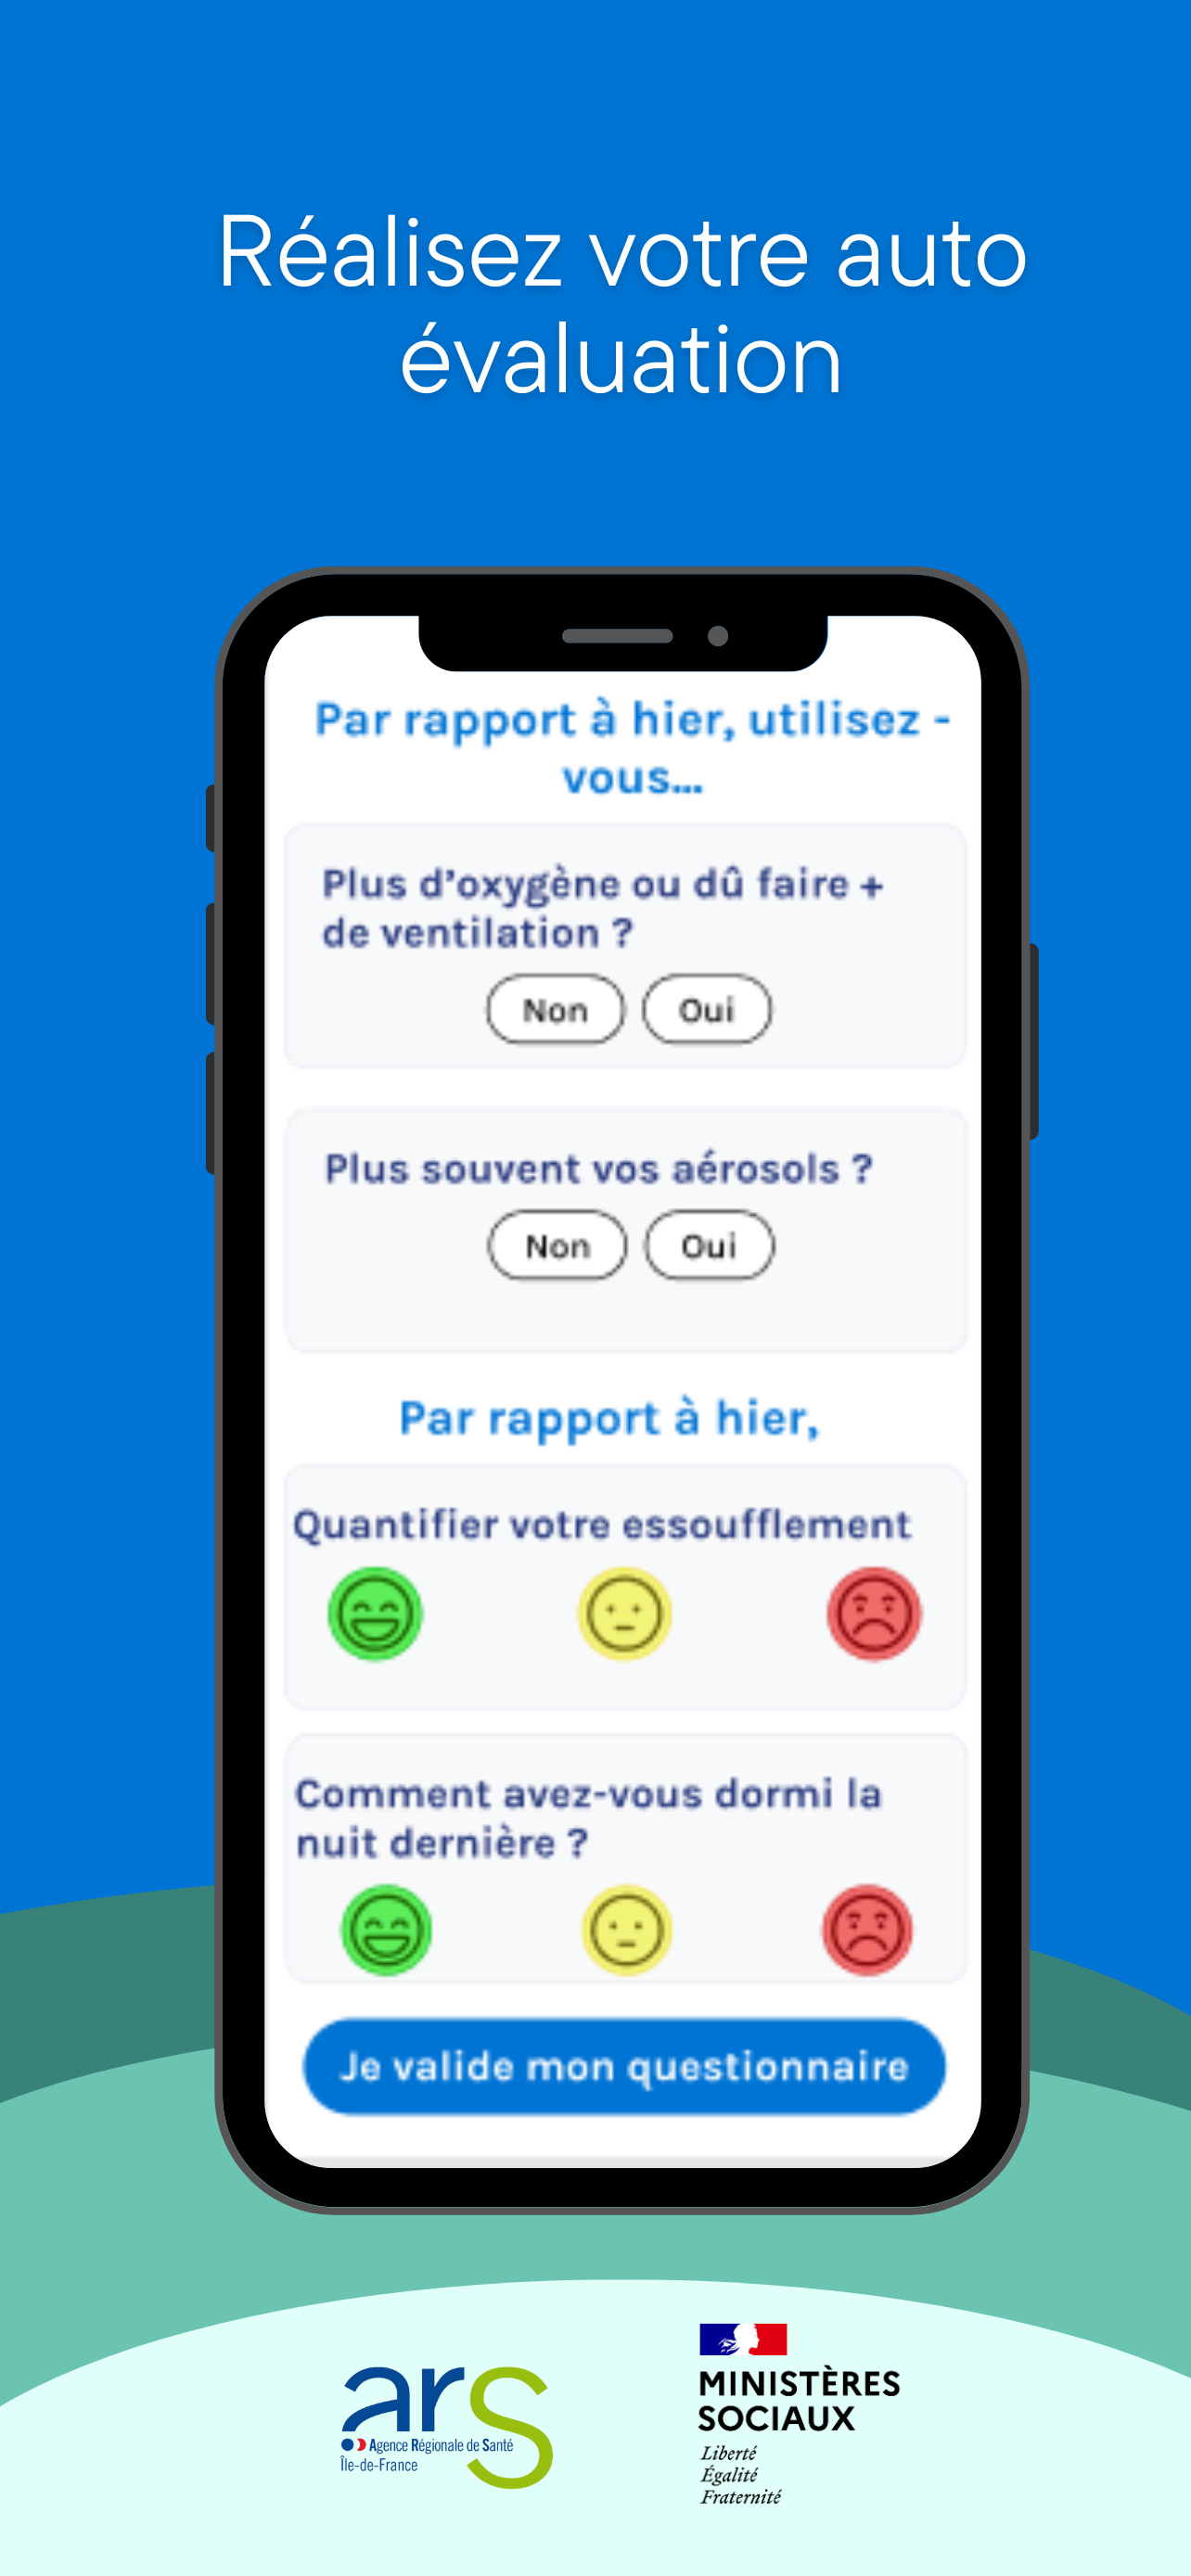 Réalisez votre auto
évaluation
Par rapport à hier, utilisez -
vous...
Plus d’oxygène ou dû faire +
de ventilation ?
Non Oui
Plus souvent vos aérosols ?
Non Oui
Par rapport à hier,
Quantifier votre essoufflement
Comment avez-vous dormi la
nuit dernière ?
Je valide mon questionnaire
ars
Agence Régionale de Santé
Île-de-France
MINISTÈRES
SOCIAUX
Liberté
Égalité
Fraternité